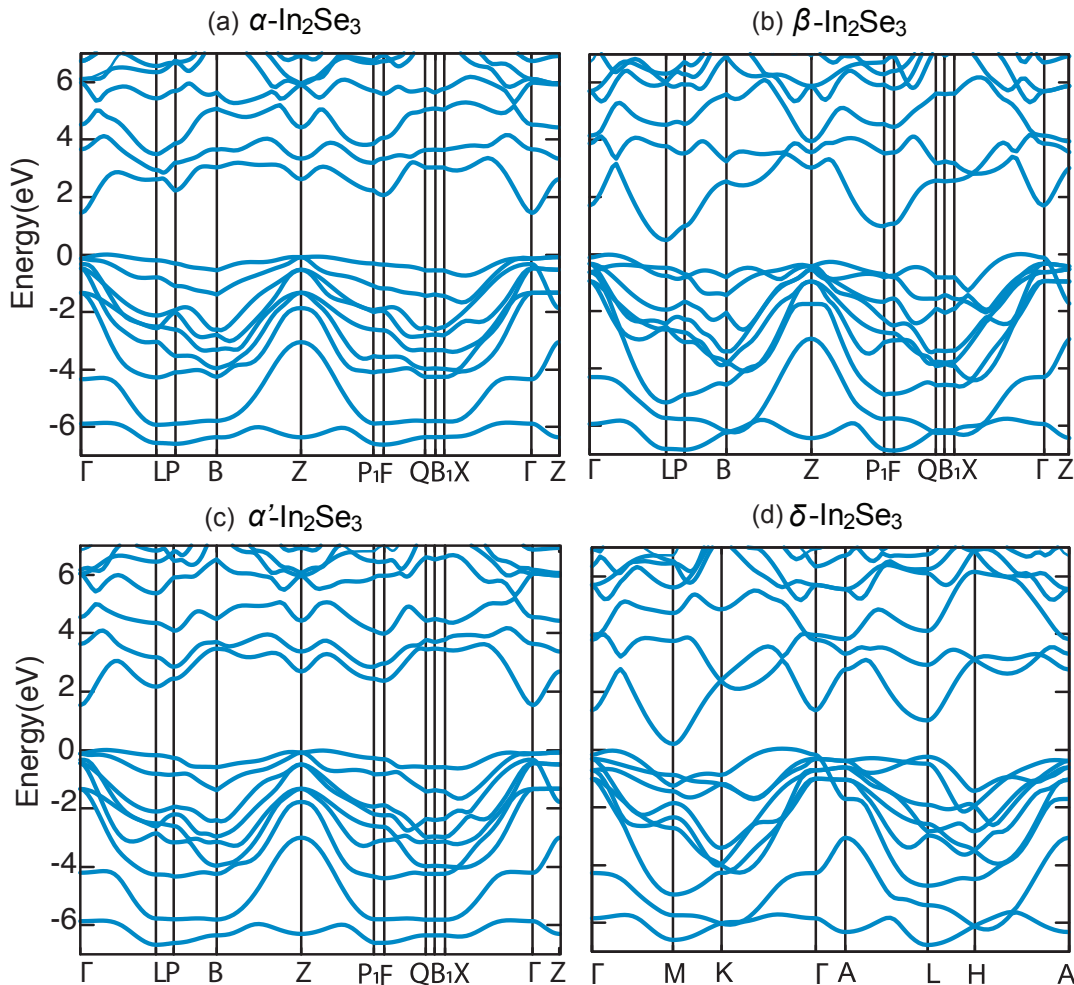 (a) α-In₂Se₃
(b) β-In₂Se₃
Energy(eV)
6
4
2
0
-2
-4
-6
Γ LP B Z P₁F QB₁X Γ Z
Γ LP B Z P₁F QB₁X Γ Z
(c) α’-In₂Se₃
(d) δ-In₂Se₃
Energy(eV)
6
4
2
0
-2
-4
-6
Γ LP B Z P₁F QB₁X Γ Z
Γ M K Γ A L H A